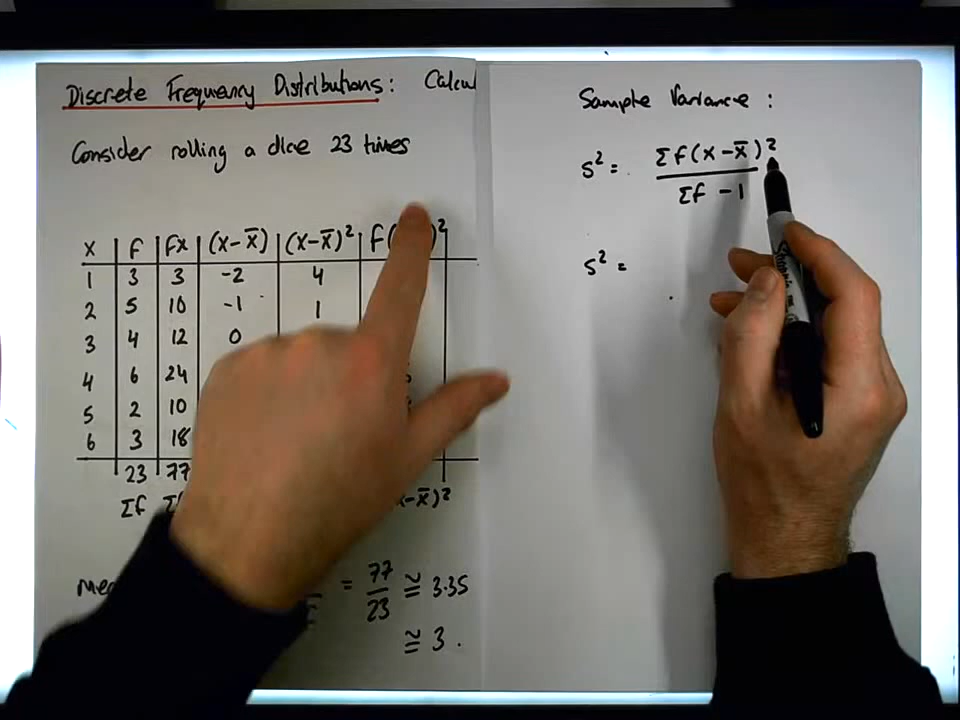 Discrete Frequency Distributions: Calcul
Consider rolling a dice 23 times
x f fx (x-x̄) (x-x̄)² f( )²
1 3 3 -2 4
2 5 10 -1 1
3 4 12 0
4 6 24
5 2 10
6 3 18
23 77
Σf Σf x-x̄)²
= 77/23 ≅ 3.35
≅ 3.
Sample Variance:
s² = Σf(x-x̄)² / Σf - 1
s² =